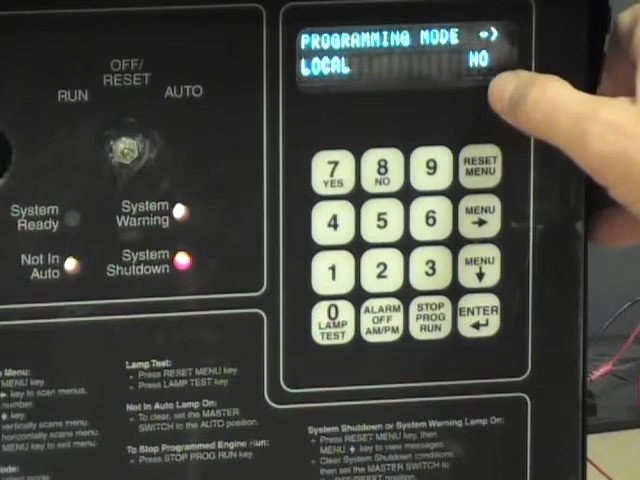 PROGRAMMING MODE ->
LOCAL NO
OFF/
RESET
RUN
AUTO
System
Ready
System
Warning
Not In
Auto
System
Shutdown
7
YES
8
NO
9
RESET
MENU
4
5
6
MENU
→
1
2
3
MENU
↓
0
LAMP
TEST
ALARM
OFF
AM/PM
STOP
PROG
RUN
ENTER
↵
Menu:
MENU key.
key to scan menus.
number.
key.
vertically scans menu.
horizontally scans menu.
MENU key to exit menu.
Lamp Test:
- Press RESET MENU key.
- Press LAMP TEST key.
Not In Auto Lamp On:
- To clear, set the MASTER
SWITCH to the AUTO position.
To Stop Programmed Engine Run:
- Press STOP PROG RUN key.
System Shutdown or System Warning Lamp On:
- Press RESET MENU key, then
MENU ↓ key to view messages.
- Clear System Shutdown conditions,
then set the MASTER SWITCH to